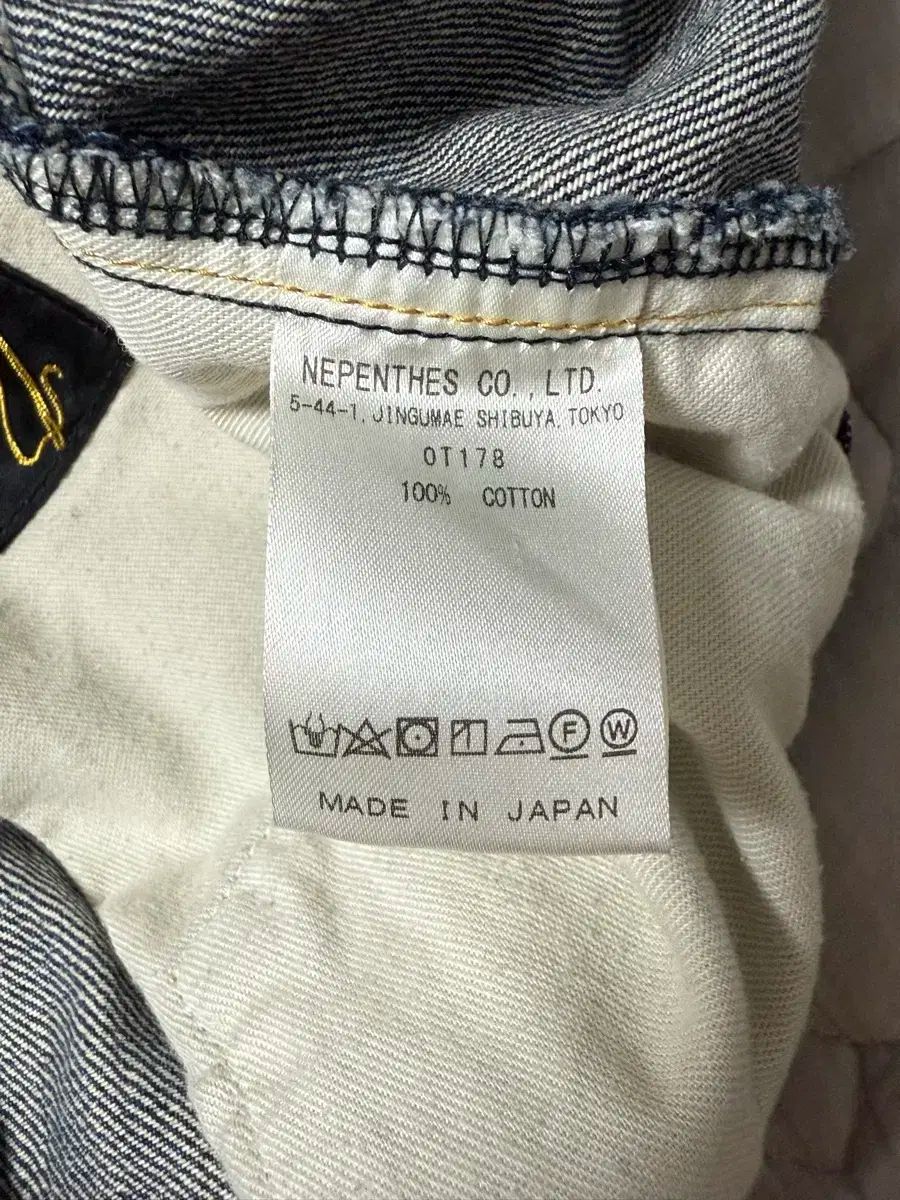 NEPENTHES CO., LTD.
5-44-1, JINGUMAE SHIBUYA, TOKYO
OT178
100% COTTON
F W
MADE IN JAPAN